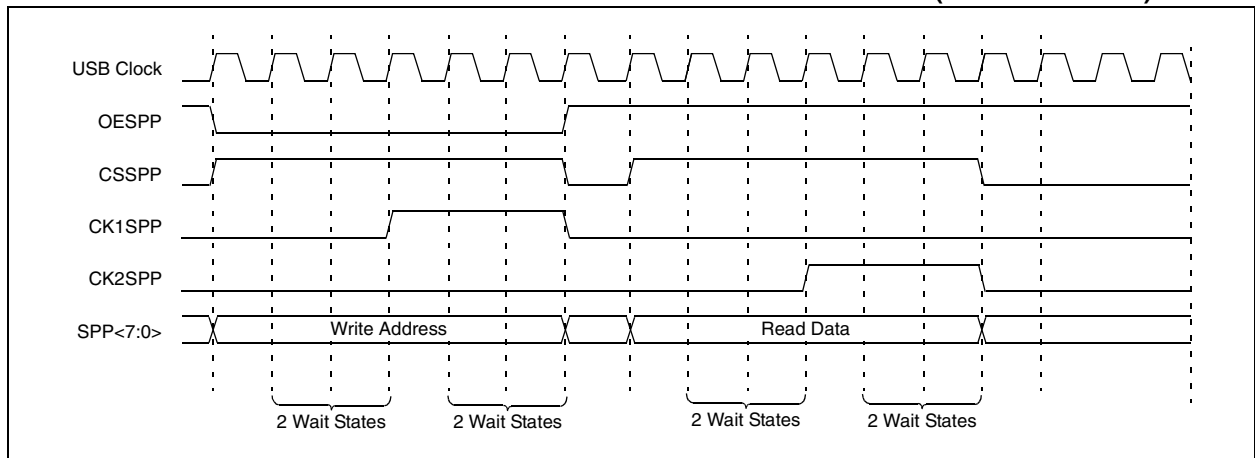 USB Clock
OESPP
CSSPP
CK1SPP
CK2SPP
SPP<7:0>
Write Address
Read Data
2 Wait States
2 Wait States
2 Wait States
2 Wait States